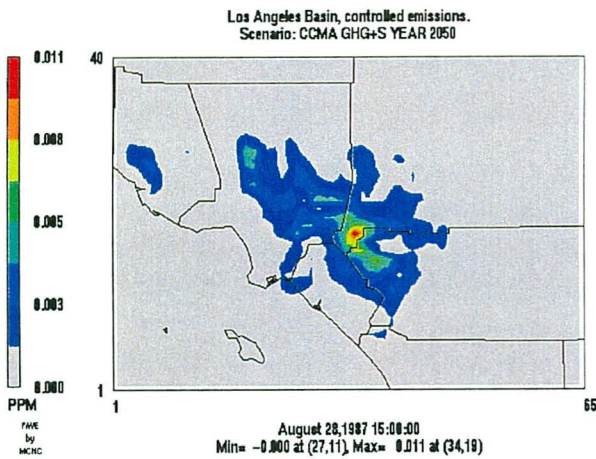 Los Angeles Basin, controlled emissions.
Scenario: CCMA GHG+S YEAR 2050
0.011
0.008
0.005
0.003
0.000
PPM
PAVE
by
MCNC
40
1
1
65
August 28,1987 15:00:00
Min= -0.000 at (27,11), Max= 0.011 at (34,19)